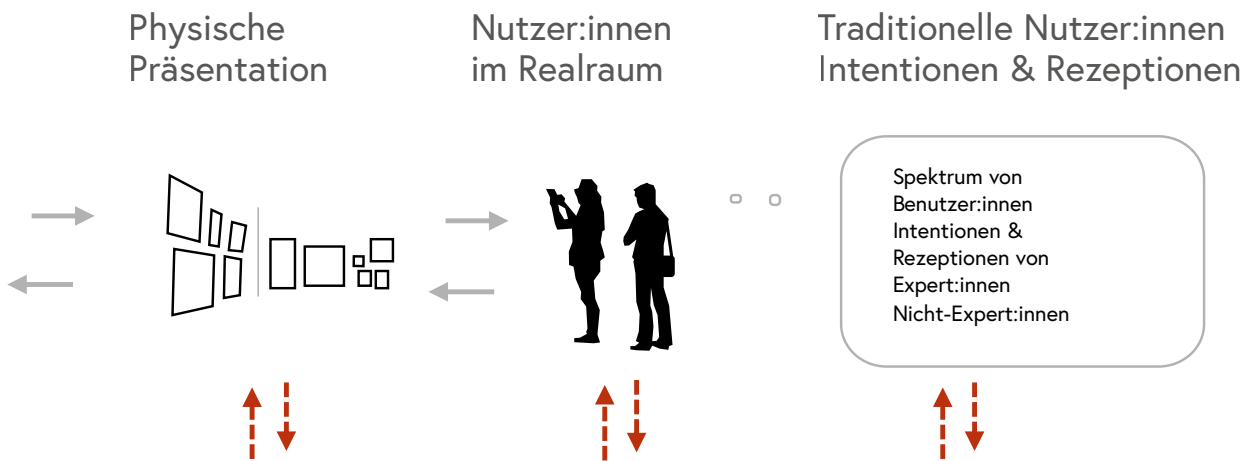 Physische
Präsentation
Nutzer:innen
im Realraum
Traditionelle Nutzer:innen
Intentionen & Rezeptionen
Spektrum von
Benutzer:innen
Intentionen &
Rezeptionen von
Expert:innen
Nicht-Expert:innen